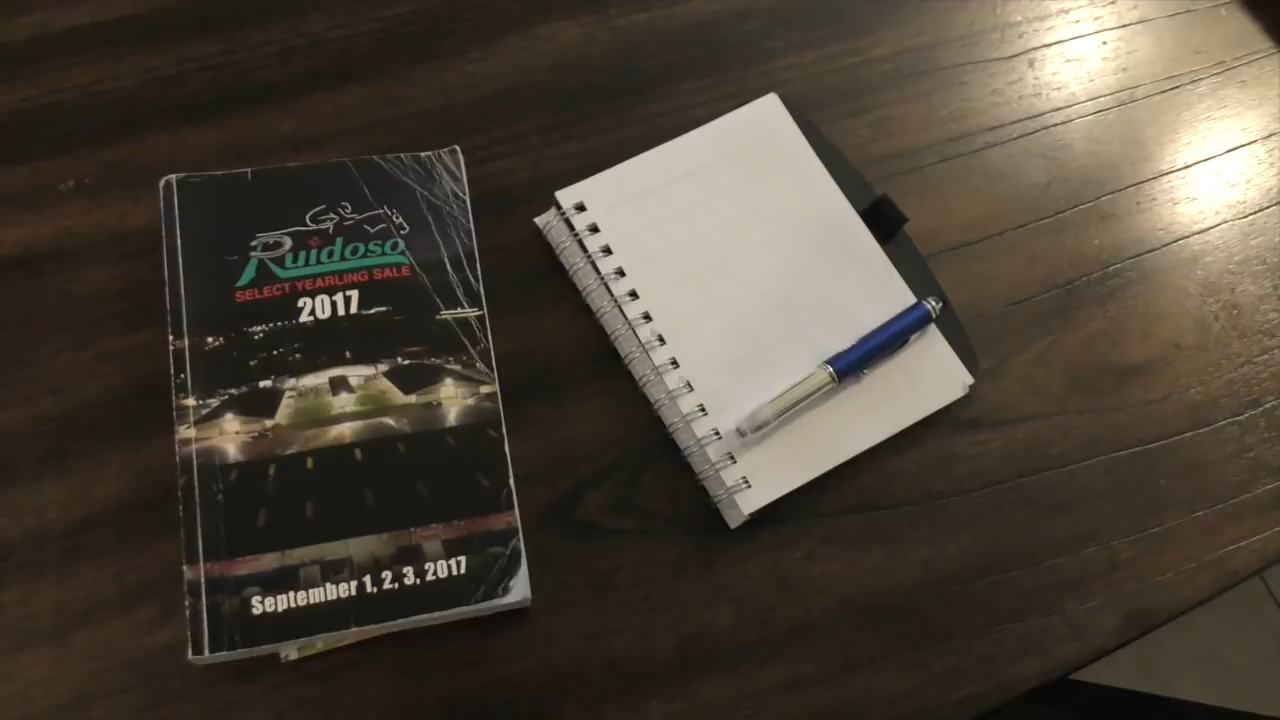 Ruidoso
SELECT YEARLING SALE
2017
September 1, 2, 3, 2017